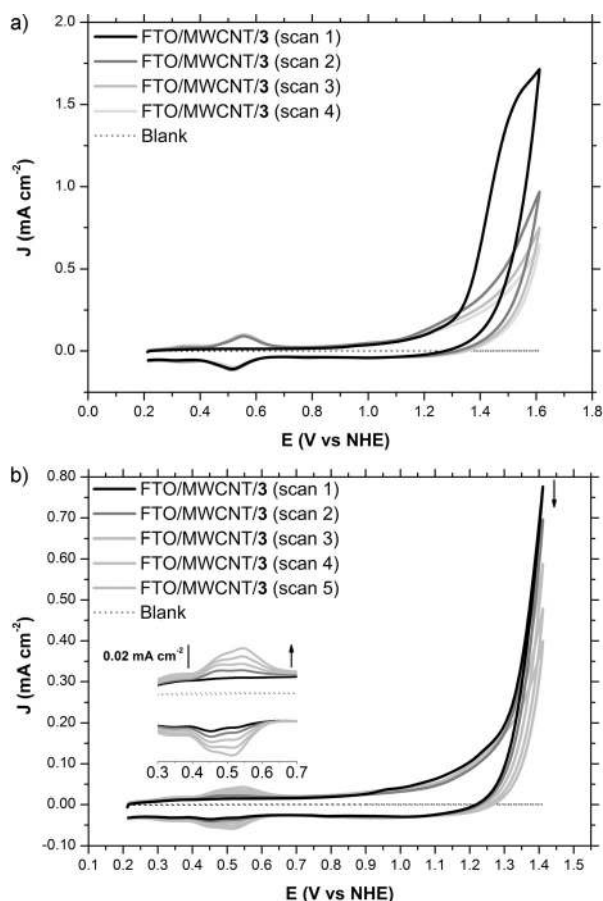 a)
FTO/MWCNT/3 (scan 1)
FTO/MWCNT/3 (scan 2)
FTO/MWCNT/3 (scan 3)
FTO/MWCNT/3 (scan 4)
Blank
J (mA cm-2)
2.0
1.5
1.0
0.5
0.0
0.0 0.2 0.4 0.6 0.8 1.0 1.2 1.4 1.6 1.8
E (V vs NHE)
b)
FTO/MWCNT/3 (scan 1)
FTO/MWCNT/3 (scan 2)
FTO/MWCNT/3 (scan 3)
FTO/MWCNT/3 (scan 4)
FTO/MWCNT/3 (scan 5)
Blank
0.02 mA cm-2
0.3 0.4 0.5 0.6 0.7
J (mA cm-2)
0.80
0.70
0.60
0.50
0.40
0.30
0.20
0.10
0.00
-0.10
0.1 0.2 0.3 0.4 0.5 0.6 0.7 0.8 0.9 1.0 1.1 1.2 1.3 1.4 1.5
E (V vs NHE)